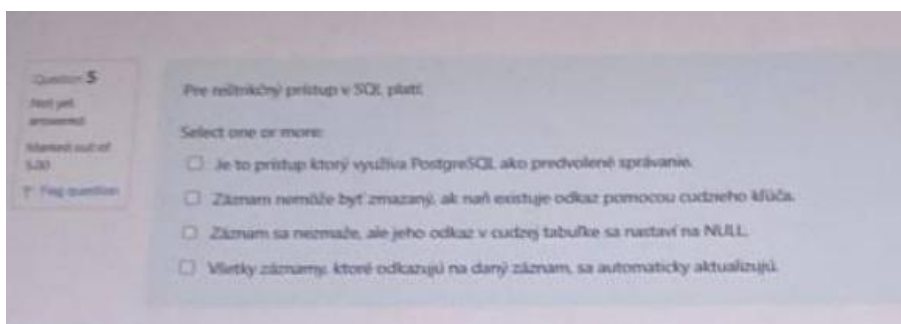 Question 5
Not yet
answered
Marked out of
5.00
Flag question
Pre reštrikčný prístup v SQL platí:
Select one or more:
Je to prístup ktorý využíva PostgreSQL ako predvolené správanie.
Záznam nemôže byť zmazaný, ak naň existuje odkaz pomocou cudzieho kľúča.
Záznam sa nezmaže, ale jeho odkaz v cudzej tabuľke sa nastaví na NULL.
Všetky záznamy, ktoré odkazujú na daný záznam, sa automaticky aktualizujú.